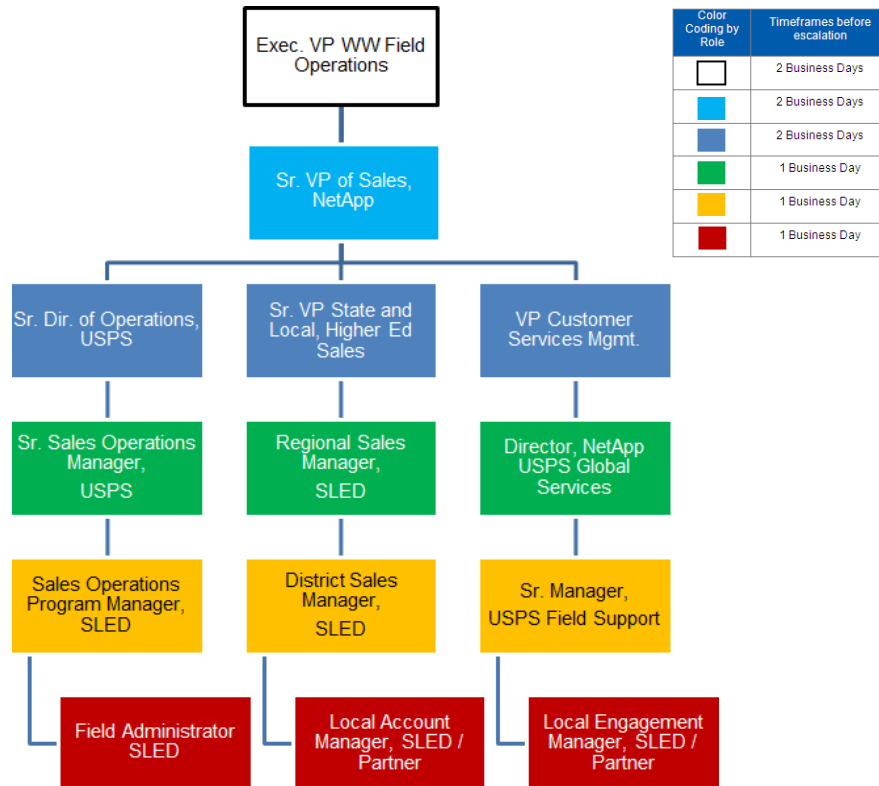 Exec. VP WW Field
Operations
Color
Coding by
Role
Timeframes before
escalation
2 Business Days
2 Business Days
2 Business Days
1 Business Day
1 Business Day
1 Business Day
Sr. VP of Sales,
NetApp
Sr. Dir. of Operations,
USPS
Sr. VP State and
Local, Higher Ed
Sales
VP Customer
Services Mgmt.
Sr. Sales Operations
Manager,
USPS
Regional Sales
Manager,
SLED
Director, NetApp
USPS Global
Services
Sales Operations
Program Manager,
SLED
District Sales
Manager,
SLED
Sr. Manager,
USPS Field Support
Field Administrator
SLED
Local Account
Manager, SLED /
Partner
Local Engagement
Manager, SLED /
Partner